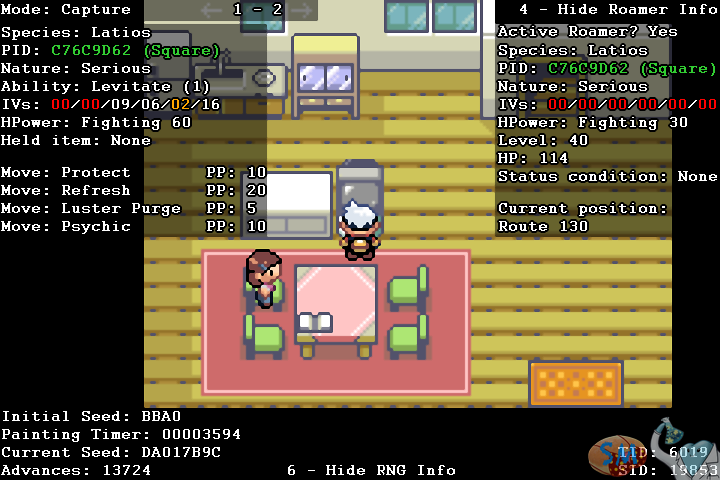 Mode: Capture
1 - 2
4 - Hide Roamer Info
Species: Latios
PID: C76C9D62 (Square)
Nature: Serious
Ability: Levitate (1)
IVs: 00/00/09/06/02/16
HPower: Fighting 60
Held item: None
Move: Protect PP: 10
Move: Refresh PP: 20
Move: Luster Purge PP: 5
Move: Psychic PP: 10
Active Roamer? Yes
Species: Latios
PID: C76C9D62 (Square)
Nature: Serious
IVs: 00/00/00/00/00/00
HPower: Fighting 30
Level: 40
HP: 114
Status condition: None
Current position:
Route 130
Initial Seed: BBA0
Painting Timer: 00003594
Current Seed: DA017B9C
Advances: 13724
6 - Hide RNG Info
TID: 6019
SID: 19853
SM